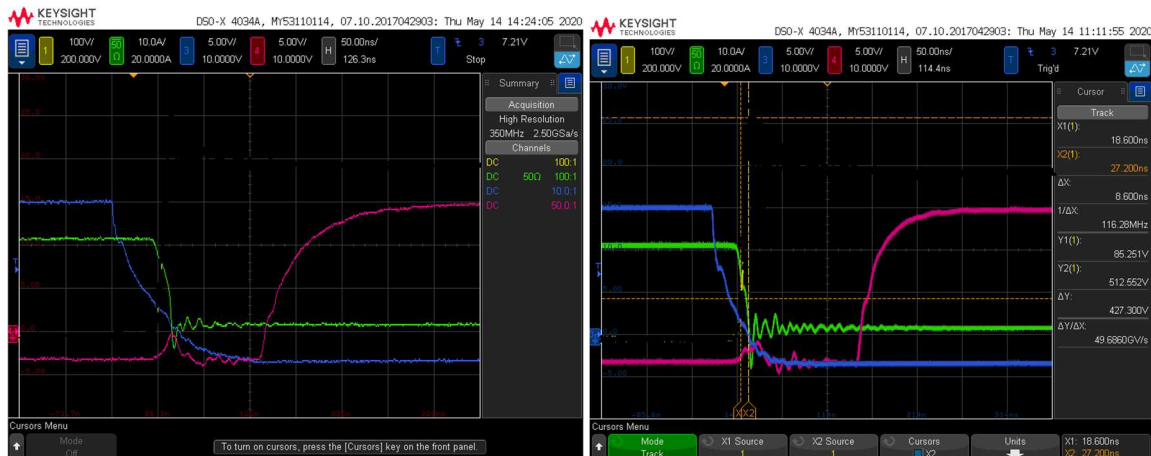 KEYSIGHT
TECHNOLOGIES
DSO-X 4034A, MY53110114, 07.10.2017042903: Thu May 14 14:24:05 2020
1 100V/ 50Ω 10.0A/ 3 5.00V/ 4 5.00V/ H 50.00ns/ T 3 7.21V
200.000V 20.0000A 10.0000V 10.0000V 126.3ns Stop
Summary
Acquisition
High Resolution
350MHz 2.50GSa/s
Channels
DC 100:1
DC 50Ω 100:1
DC 10.0:1
DC 50.0:1
Cursors Menu
Mode
Off
To turn on cursors, press the [Cursors] key on the front panel.
KEYSIGHT
TECHNOLOGIES
DSO-X 4034A, MY53110114, 07.10.2017042903: Thu May 14 11:11:55 2020
1 100V/ 50Ω 10.0A/ 3 5.00V/ 4 5.00V/ H 50.00ns/ T 3 7.21V
200.000V 20.0000A 10.0000V 10.0000V 114.4ns Trig'd
Cursor
Track
X1(1):
18.600ns
X2(1):
27.200ns
ΔX:
8.600ns
1/ΔX:
116.28MHz
Y1(1):
85.251V
Y2(1):
512.552V
ΔY:
427.300V
ΔY/ΔX:
49.6860GV/s
X1 X2
Cursors Menu
Mode X1 Source X2 Source Cursors Units X1: 18.600ns
Track 1 1 X2 X2: 27.200ns